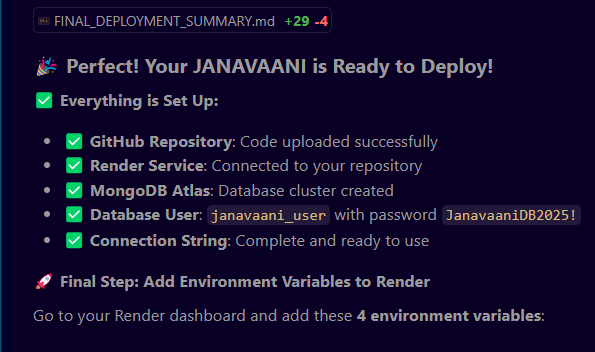 FINAL_DEPLOYMENT_SUMMARY.md +29 -4
🎉 Perfect! Your JANAVAANI is Ready to Deploy!
✅ Everything is Set Up:
• ✅ GitHub Repository: Code uploaded successfully
• ✅ Render Service: Connected to your repository
• ✅ MongoDB Atlas: Database cluster created
• ✅ Database User: janavaani_user with password JanavaaniDB2025!
• ✅ Connection String: Complete and ready to use
🚀 Final Step: Add Environment Variables to Render
Go to your Render dashboard and add these 4 environment variables: